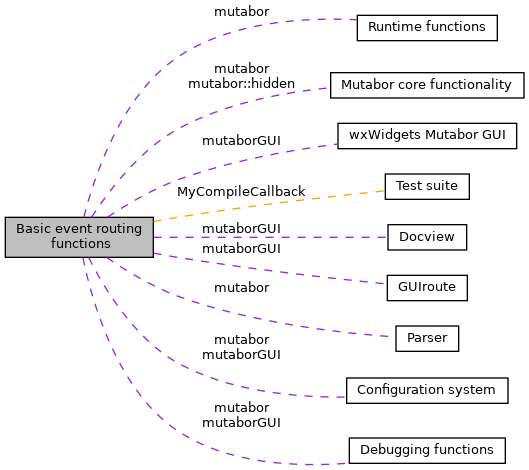 mutabor
Runtime functions
mutabor
mutabor::hidden
Mutabor core functionality
mutaborGUI
wxWidgets Mutabor GUI
MyCompileCallback
Test suite
Basic event routing
functions
mutaborGUI
Docview
mutaborGUI
GUIroute
mutabor
Parser
mutabor
mutaborGUI
Configuration system
mutabor
mutaborGUI
Debugging functions